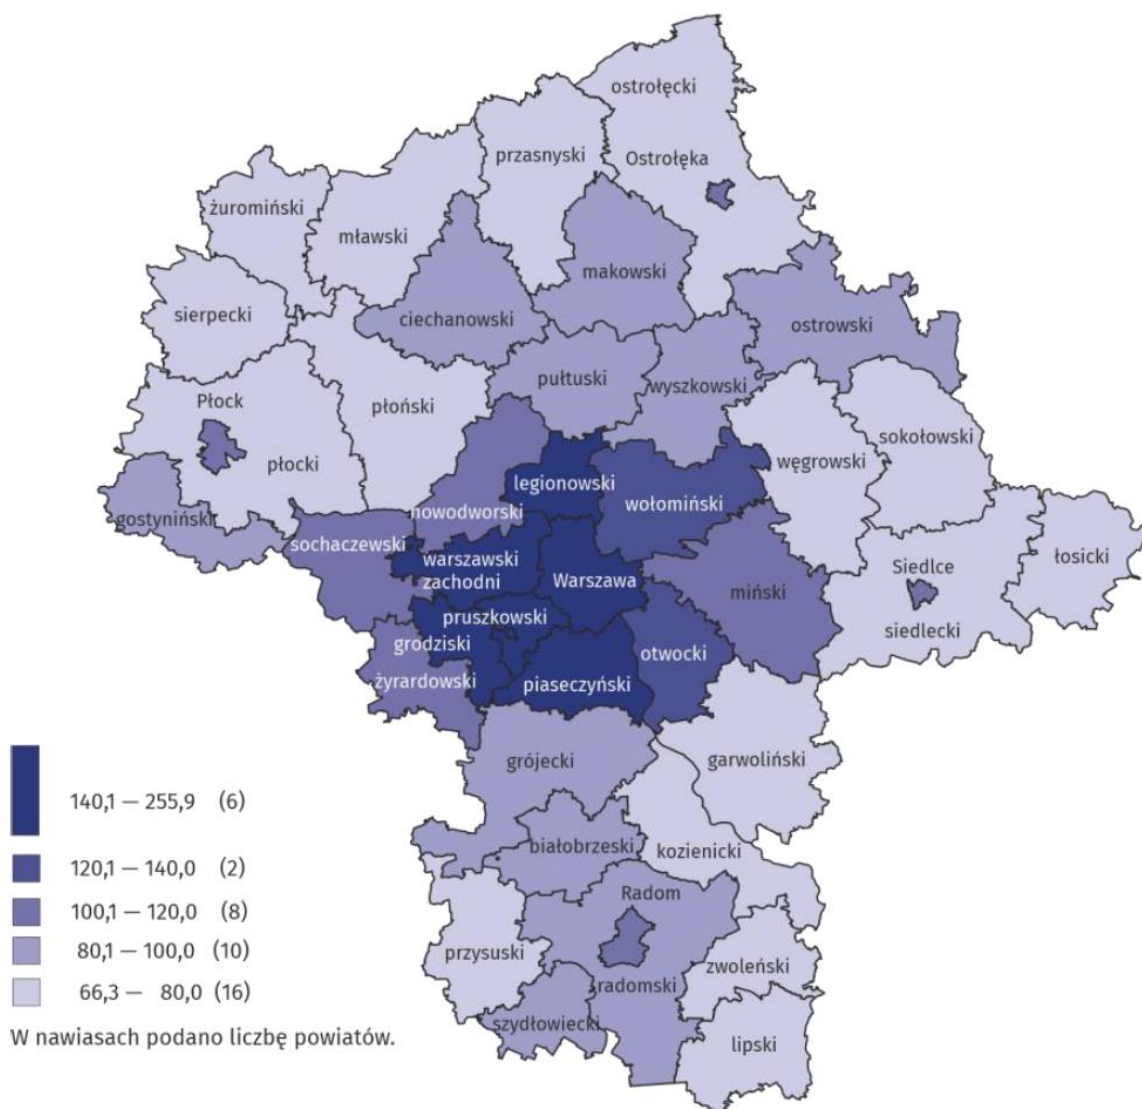 ostrołęcki
przasnyski
Ostrołęka
żuromiński
mławski
makowski
sierpecki
ciechanowski
ostrowski
pułtuski
wyszkowski
Płock
płoński
sokołowski
węgrowski
płocki
legionowski
wołomiński
nowodworski
gostyniński
sochaczewski
warszawski
zachodni
Warszawa
Siedlce
łosicki
miński
pruszkowski
siedlecki
grodziski
otwocki
żyrardowski
piaseczyński
grójecki
garwoliński
białobrzeski
kozienicki
Radom
przysuski
zwoleński
radomski
szydłowiecki
lipski
140,1 — 255,9 (6)
120,1 — 140,0 (2)
100,1 — 120,0 (8)
80,1 — 100,0 (10)
66,3 — 80,0 (16)
W nawiasach podano liczbę powiatów.